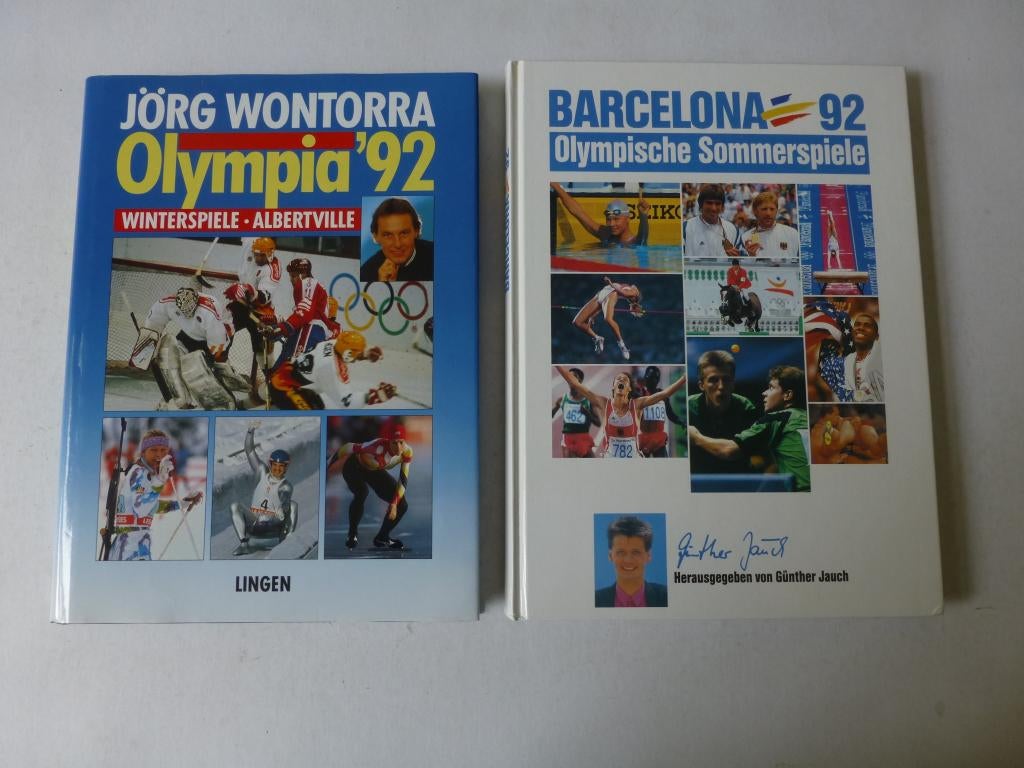 JÖRG WONTORRA
Olympia '92
WINTERSPIELE · ALBERTVILLE
LINGEN
BARCELONA 92
Olympische Sommerspiele
SEIKO
462
782
1108
Günther Jauch
Herausgegeben von Günther Jauch